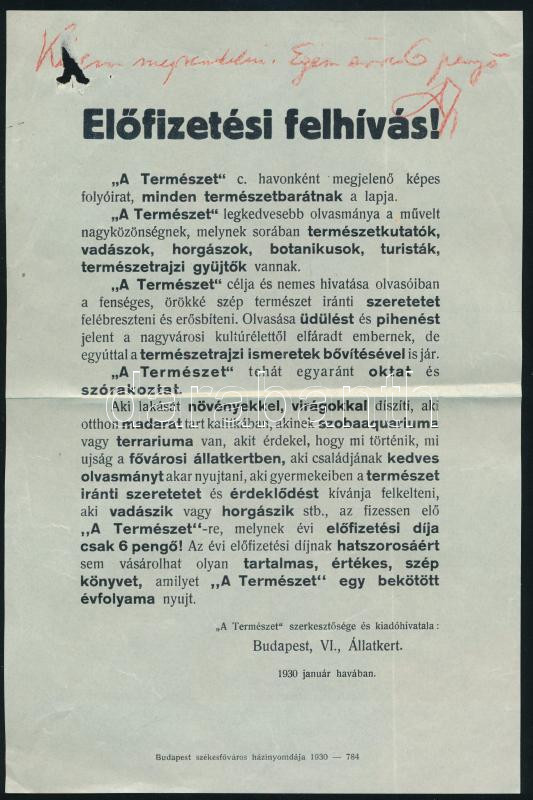 Kérem megrendelni. Egész évre 6 pengő
Előfizetési felhívás!
„A Természet“ c. havonként megjelenő képes
folyóirat, minden természetbarátnak a lapja.
„A Természet“ legkedvesebb olvasmánya a művelt
nagyközönségnek, melynek sorában természetkutatók,
vadászok, horgászok, botanikusok, turisták,
természetrajzi gyüjtők vannak.
„A Természet“ célja és nemes hivatása olvasóiban
a fenséges, örökké szép természet iránti szeretetet
felébreszteni és erősbíteni. Olvasása üdülést és pihenést
jelent a nagyvárosi kultúrélettől elfáradt embernek, de
egyúttal a természetrajzi ismeretek bővítésével is jár.
„A Természet“ tehát egyaránt oktat és
szórakoztat.
Aki lakását növényekkel, virágokkal díszíti, aki
otthon madarat tart kalitkában, akinek szobaaquariuma
vagy terrariuma van, akit érdekel, hogy mi történik, mi
ujság a fővárosi állatkertben, aki családjának kedves
olvasmányt akar nyujtani, aki gyermekeiben a természet
iránti szeretetet és érdeklődést kívánja felkelteni,
aki vadászik vagy horgászik stb., az fizessen elő
„A Természet“-re, melynek évi előfizetési díja
csak 6 pengő! Az évi előfizetési díjnak hatszorosáért
sem vásárolhat olyan tartalmas, értékes, szép
könyvet, amilyet „A Természet“ egy bekötött
évfolyama nyujt.
„A Természet“ szerkesztősége és kiadóhivatala:
Budapest, VI., Állatkert.
1930 január havában.
Budapest székesfőváros házinyomdája 1930 — 784
darabanth